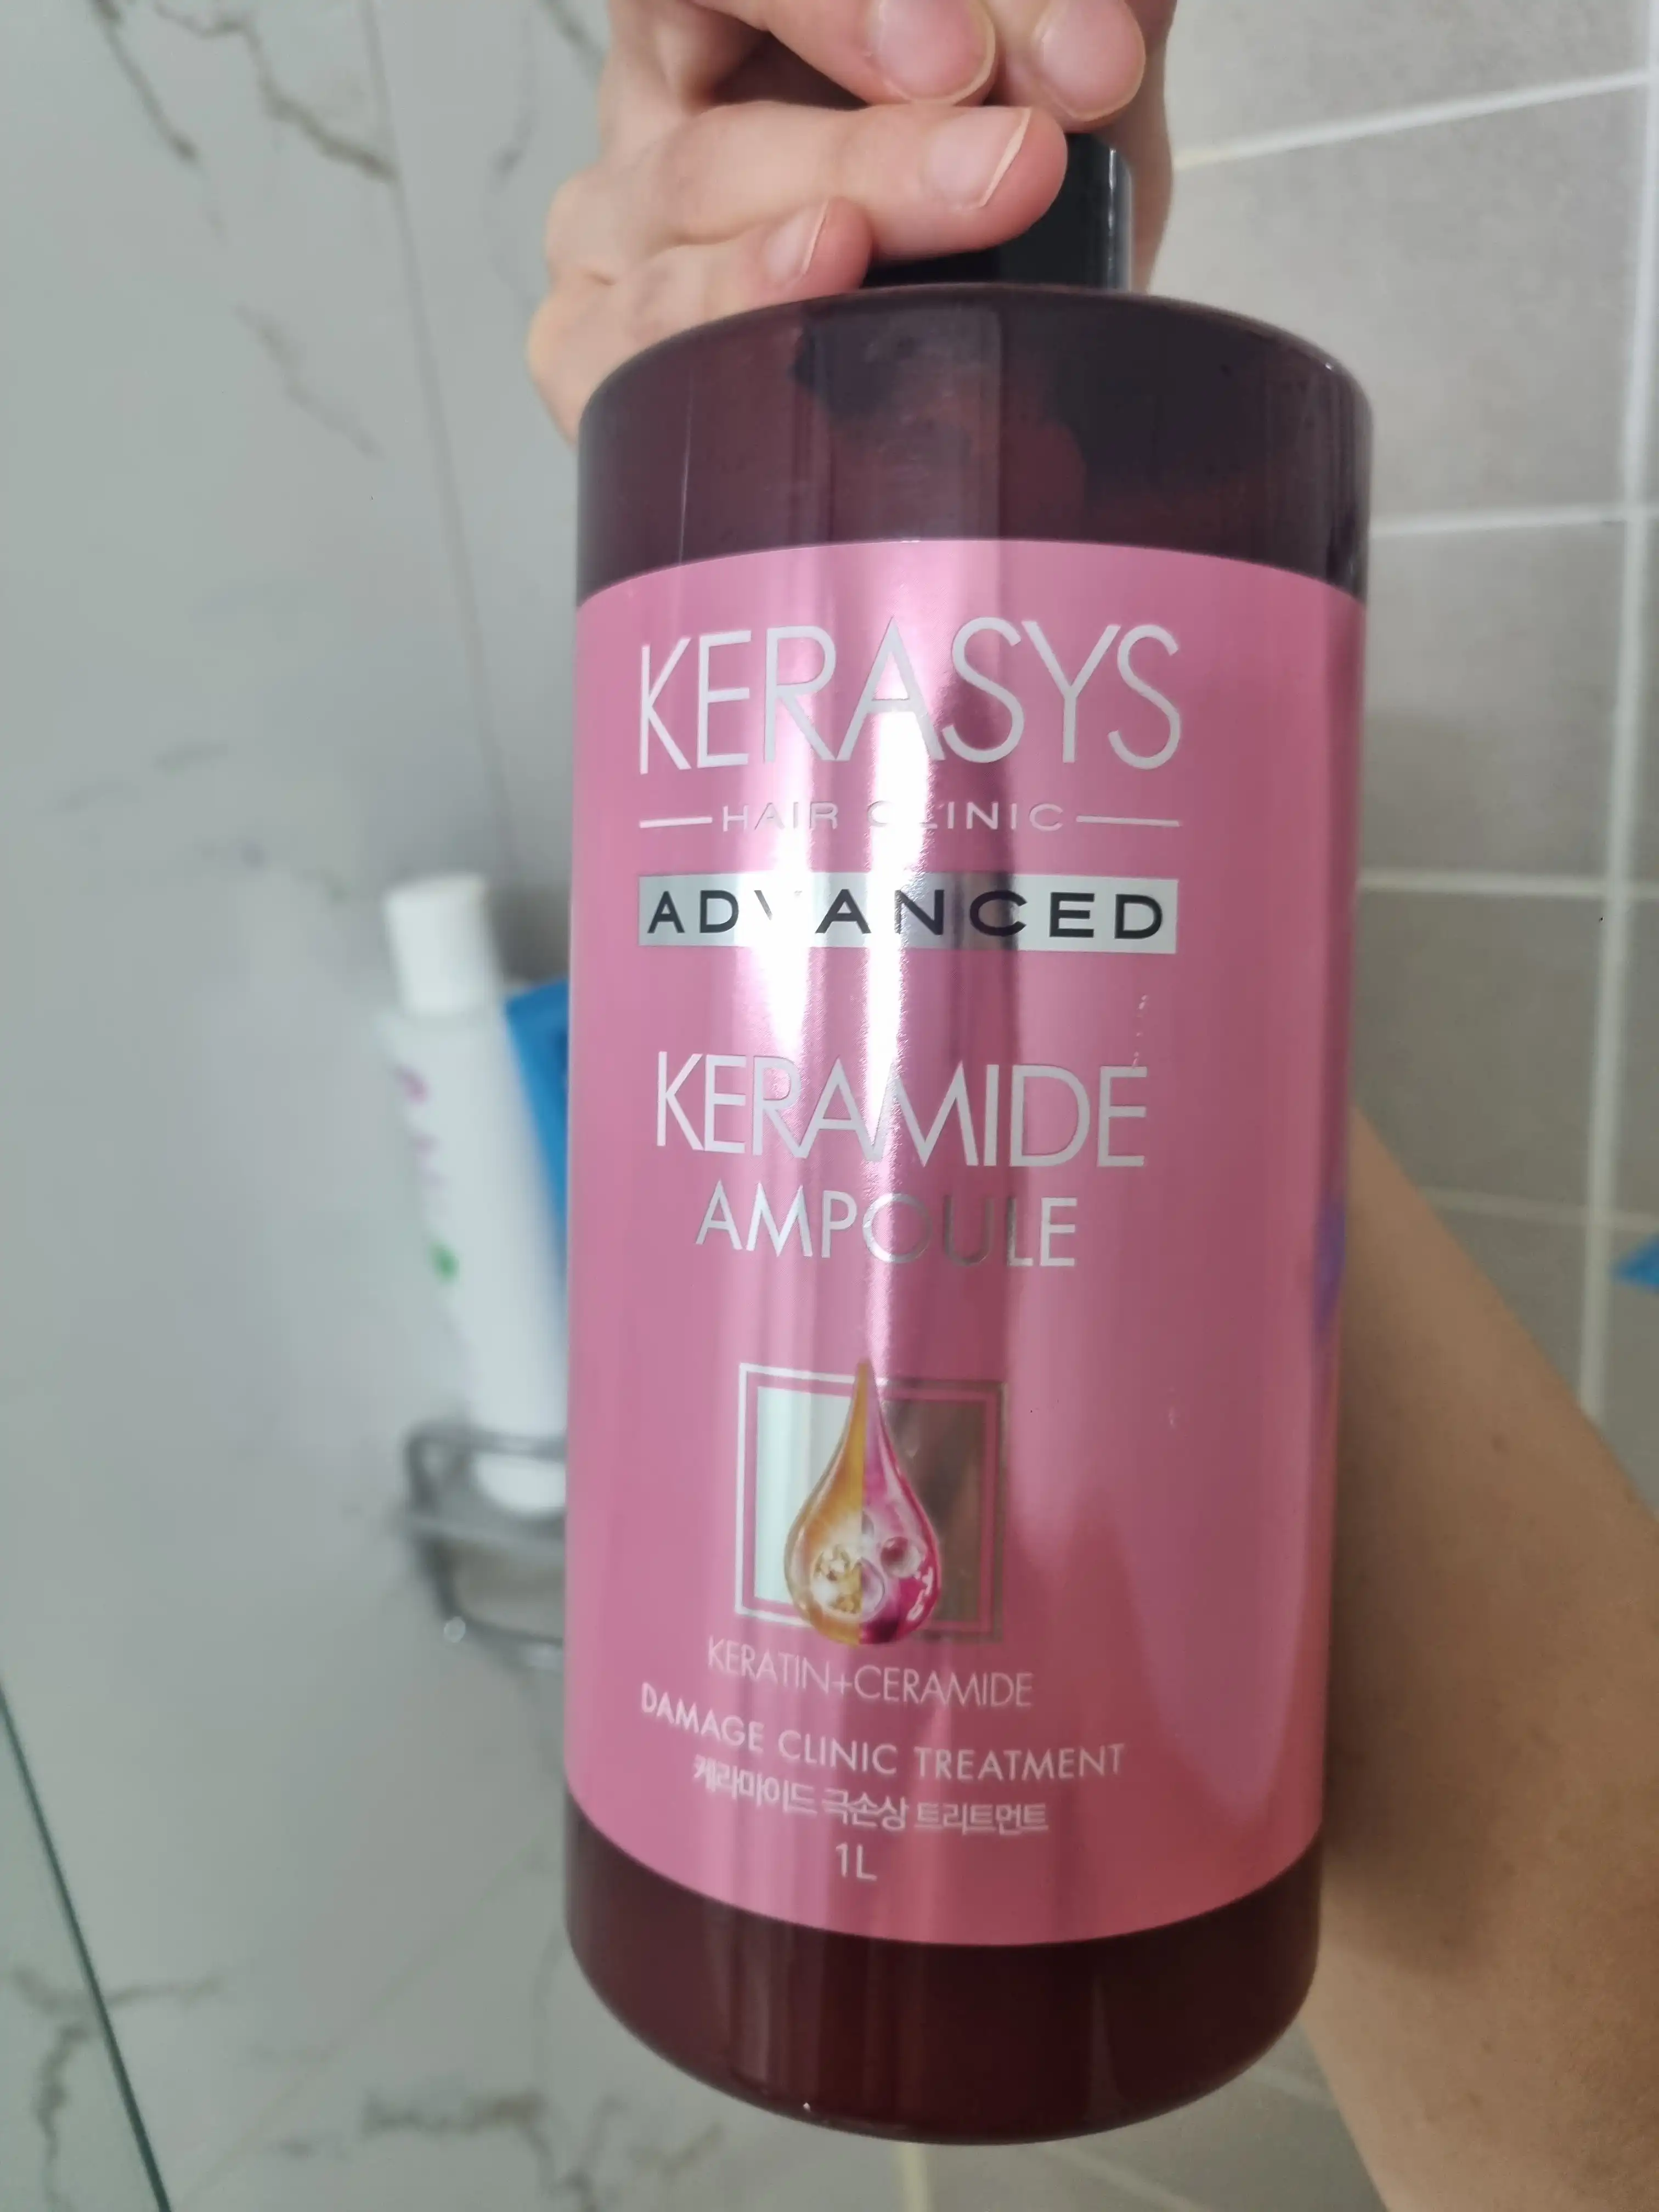 KERASYS
HAIR CLINIC
ADVANCED
KERAMIDE
AMPOULE
KERATIN+CERAMIDE
DAMAGE CLINIC TREATMENT
케라마이드 극손상 트리트먼트
1L